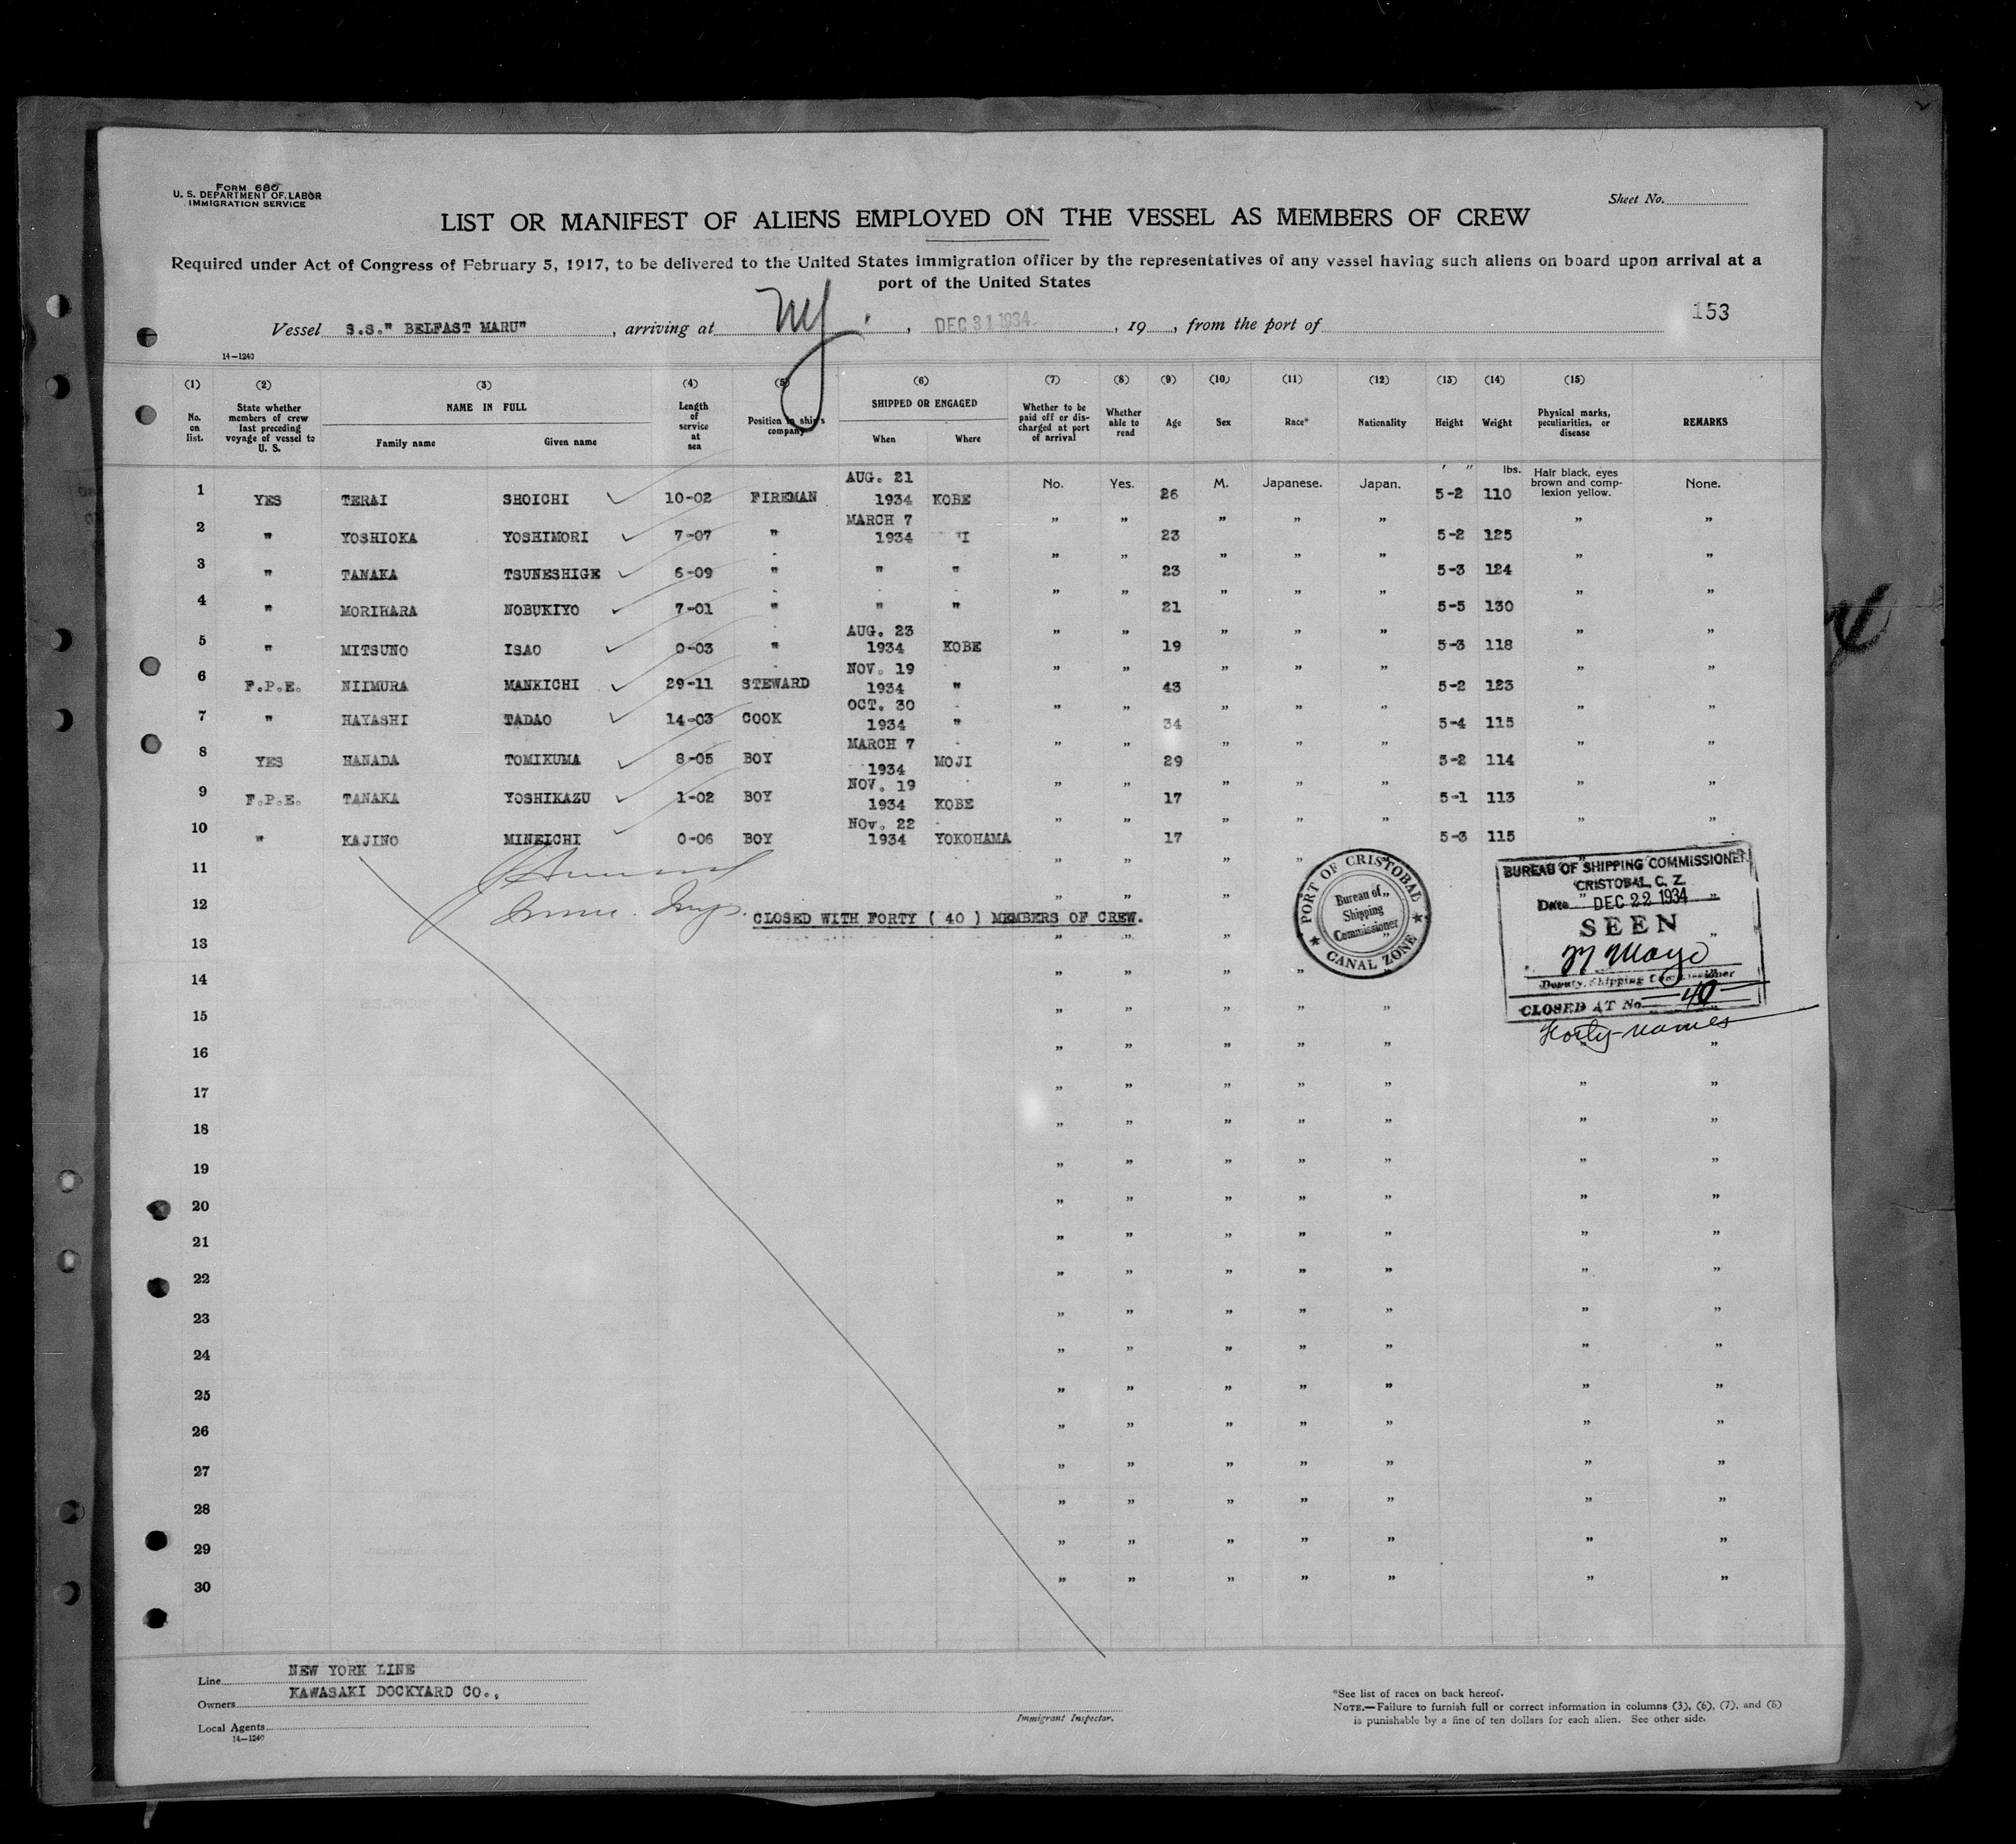 FORM 680
U. S. DEPARTMENT OF LABOR
IMMIGRATION SERVICE
Sheet No.
LIST OR MANIFEST OF ALIENS EMPLOYED ON THE VESSEL AS MEMBERS OF CREW
Required under Act of Congress of February 5, 1917, to be delivered to the United States immigration officer by the representatives of any vessel having such aliens on board upon arrival at a
port of the United States
Vessel S.S." BELFAST MARU" , arriving at NY. , DEC 31 1934 , 19 , from the port of 153
14—1240
(1) (2) (3) (4) (5) (6) (7) (8) (9) (10) (11) (12) (13) (14) (15)
No. on list. State whether members of crew last preceding voyage of vessel to U. S. NAME IN FULL Family name Given name Length of service at sea Position in ship's company SHIPPED OR ENGAGED When Where Whether to be paid off or discharged at port of arrival Whether able to read Age Sex Race* Nationality Height Weight Physical marks, peculiarities, or disease REMARKS
1 YES TERAI SHOICHI 10-02 FIREMAN AUG. 21 1934 KOBE No. Yes. 26 M. Japanese. Japan. ' " 5-2 lbs. 110 Hair black, eyes brown and complexion yellow. None.
2 " YOSHIOKA YOSHIMORI 7-07 " MARCH 7 1934 " " 23 " " " 5-2 125 " "
3 " TANAKA TSUNESHIGE 6-09 " " " " " 23 " " " 5-3 124 " "
4 " MORIHARA NOBUKIYO 7-01 " " " " " 21 " " " 5-5 130 " "
5 " MITSUNO ISAO 0-03 " AUG. 23 1934 KOBE " " 19 " " " 5-3 118 " "
6 F.P.E. NIIMURA MANKICHI 29-11 STEWARD NOV. 19 1934 " " " 43 " " " 5-2 123 " "
7 " HAYASHI TADAO 14-03 COOK OCT. 30 1934 " " " 34 " " " 5-4 115 " "
8 YES HANADA TOMIKUMA 8-05 BOY MARCH 7 1934 MOJI " " 29 " " " 5-2 114 " "
9 F.P.E. TANAKA YOSHIKAZU 1-02 BOY NOV. 19 1934 KOBE " " 17 " " " 5-1 113 " "
10 " KAJINO MINEICHI 0-06 BOY Nov. 22 1934 YOKOHAMA " " 17 " " " 5-3 115 " "
11 " " " "
12 " " "
CLOSED WITH FORTY ( 40 ) MEMBERS OF CREW.
PORT OF CRISTOBAL
Bureau of
Shipping
Commissioner
CANAL ZONE
BUREAU OF SHIPPING COMMISSIONER
CRISTOBAL, C. Z.
Date DEC 22 1934
SEEN
Deputy Shipping Commissioner
CLOSED AT No. 40
Forty names
13 " " "
14 " " " "
15 " " " " "
16 " " " " " " "
17 " " " " " " "
18 " " " " " " "
19 " " " " " " "
20 " " " " " " "
21 " " " " " " "
22 " " " " " " "
23 " " " " " " "
24 " " " " " " "
25 " " " " " " "
26 " " " " " " "
27 " " " " " " "
28 " " " " " " "
29 " " " " " " "
30 " " " " " " "
Line NEW YORK LINE
Owners KAWASAKI DOCKYARD CO.,
Local Agents
14—1240
Immigrant Inspector.
*See list of races on back hereof.
NOTE.—Failure to furnish full or correct information in columns (3), (6), (7), and (8)
is punishable by a fine of ten dollars for each alien. See other side.